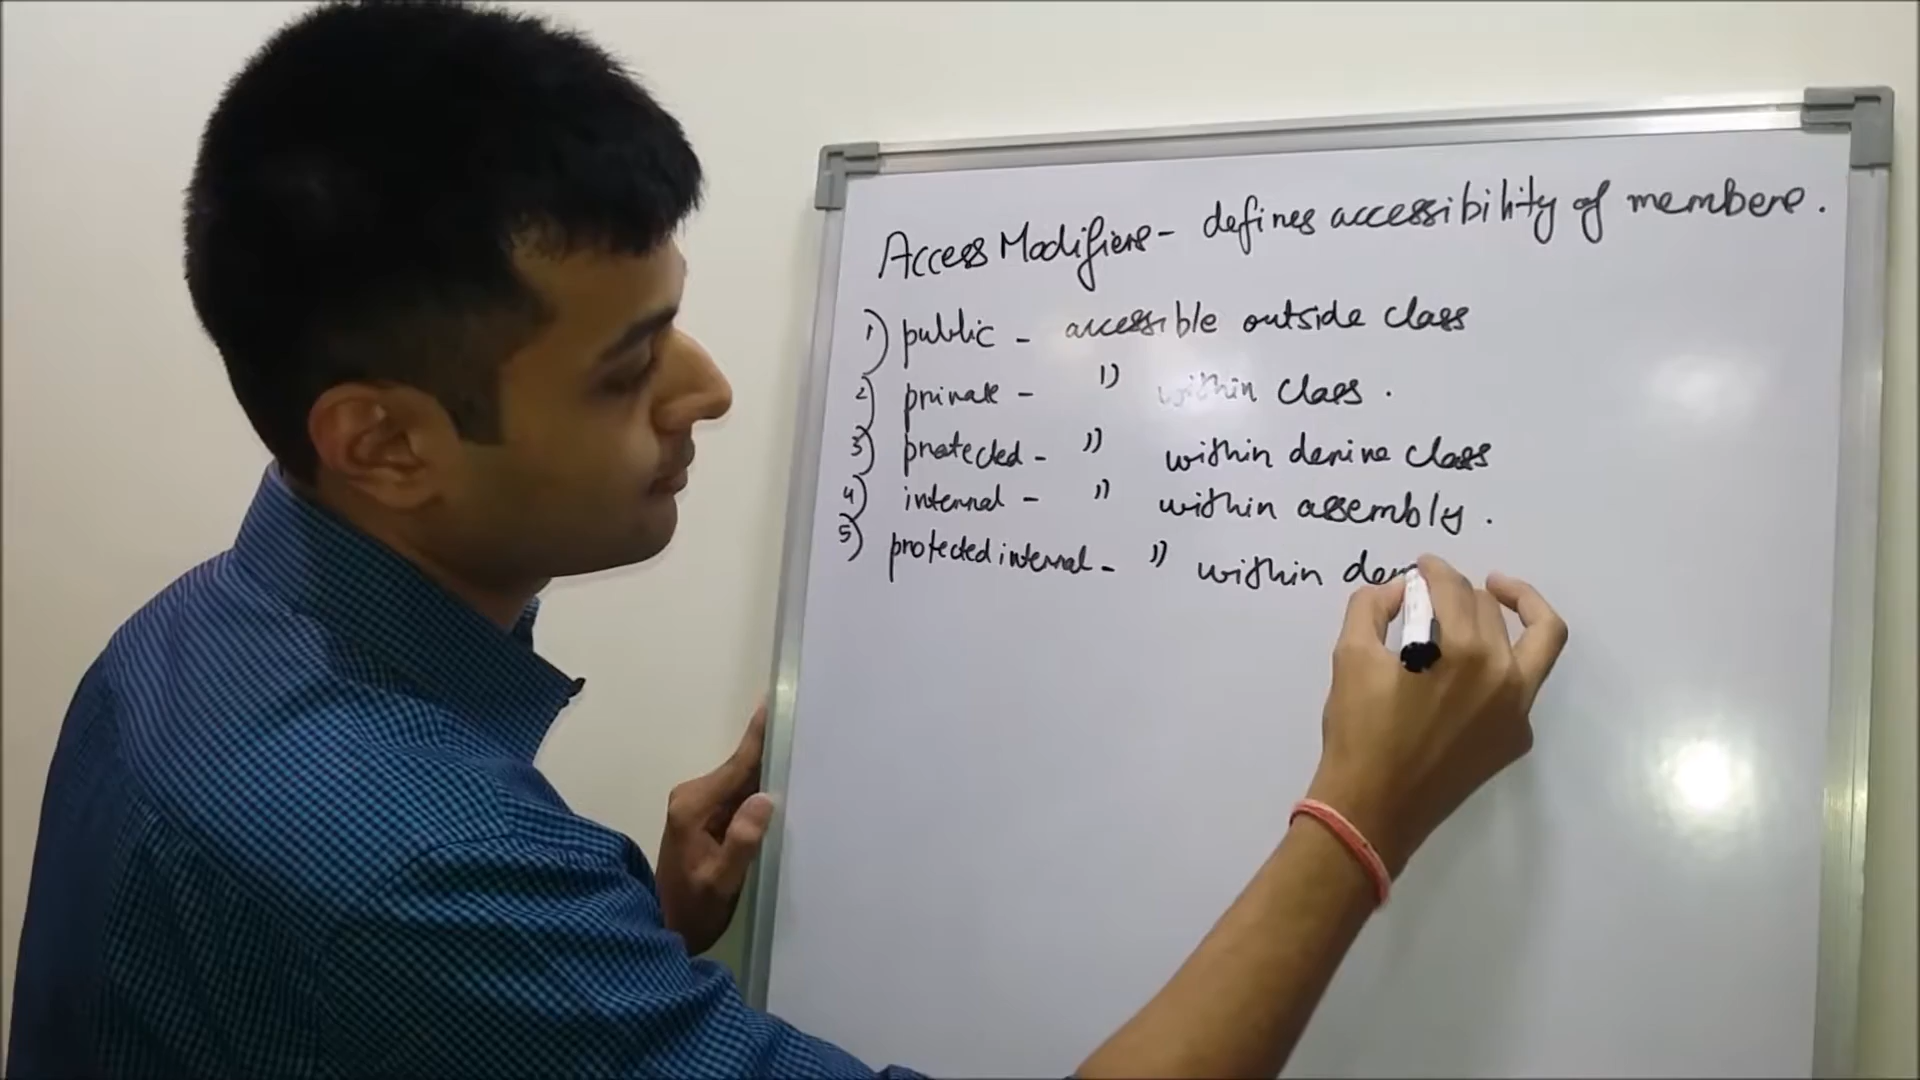 Access Modifiers - defines accessibility of members.
1) public - accessible outside class
2) private - " within class.
3) protected - " within derive class
4) internal - " within assembly.
5) protected internal - " within